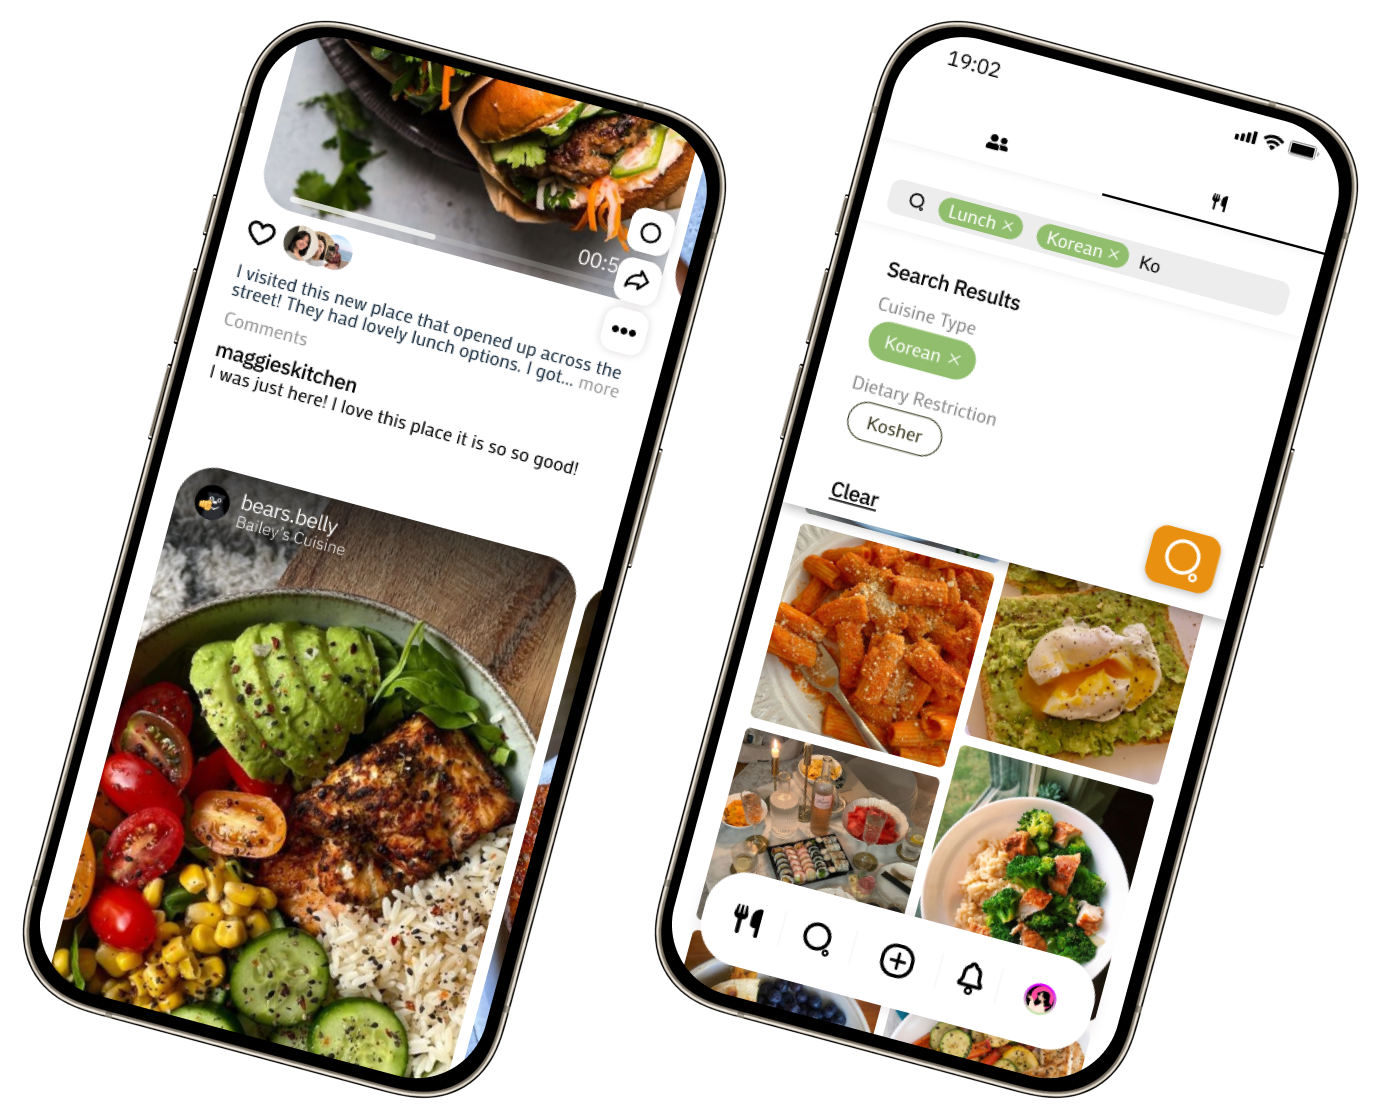 00:5
I visited this new place that opened up across the
street! They had lovely lunch options. I got... more
Comments
maggieskitchen
I was just here! I love this place it is so so good!
bears.belly
Bailey's Cuisine
19:02
Lunch × Korean × Ko
Search Results
Cuisine Type
Korean ×
Dietary Restriction
Kosher
Clear